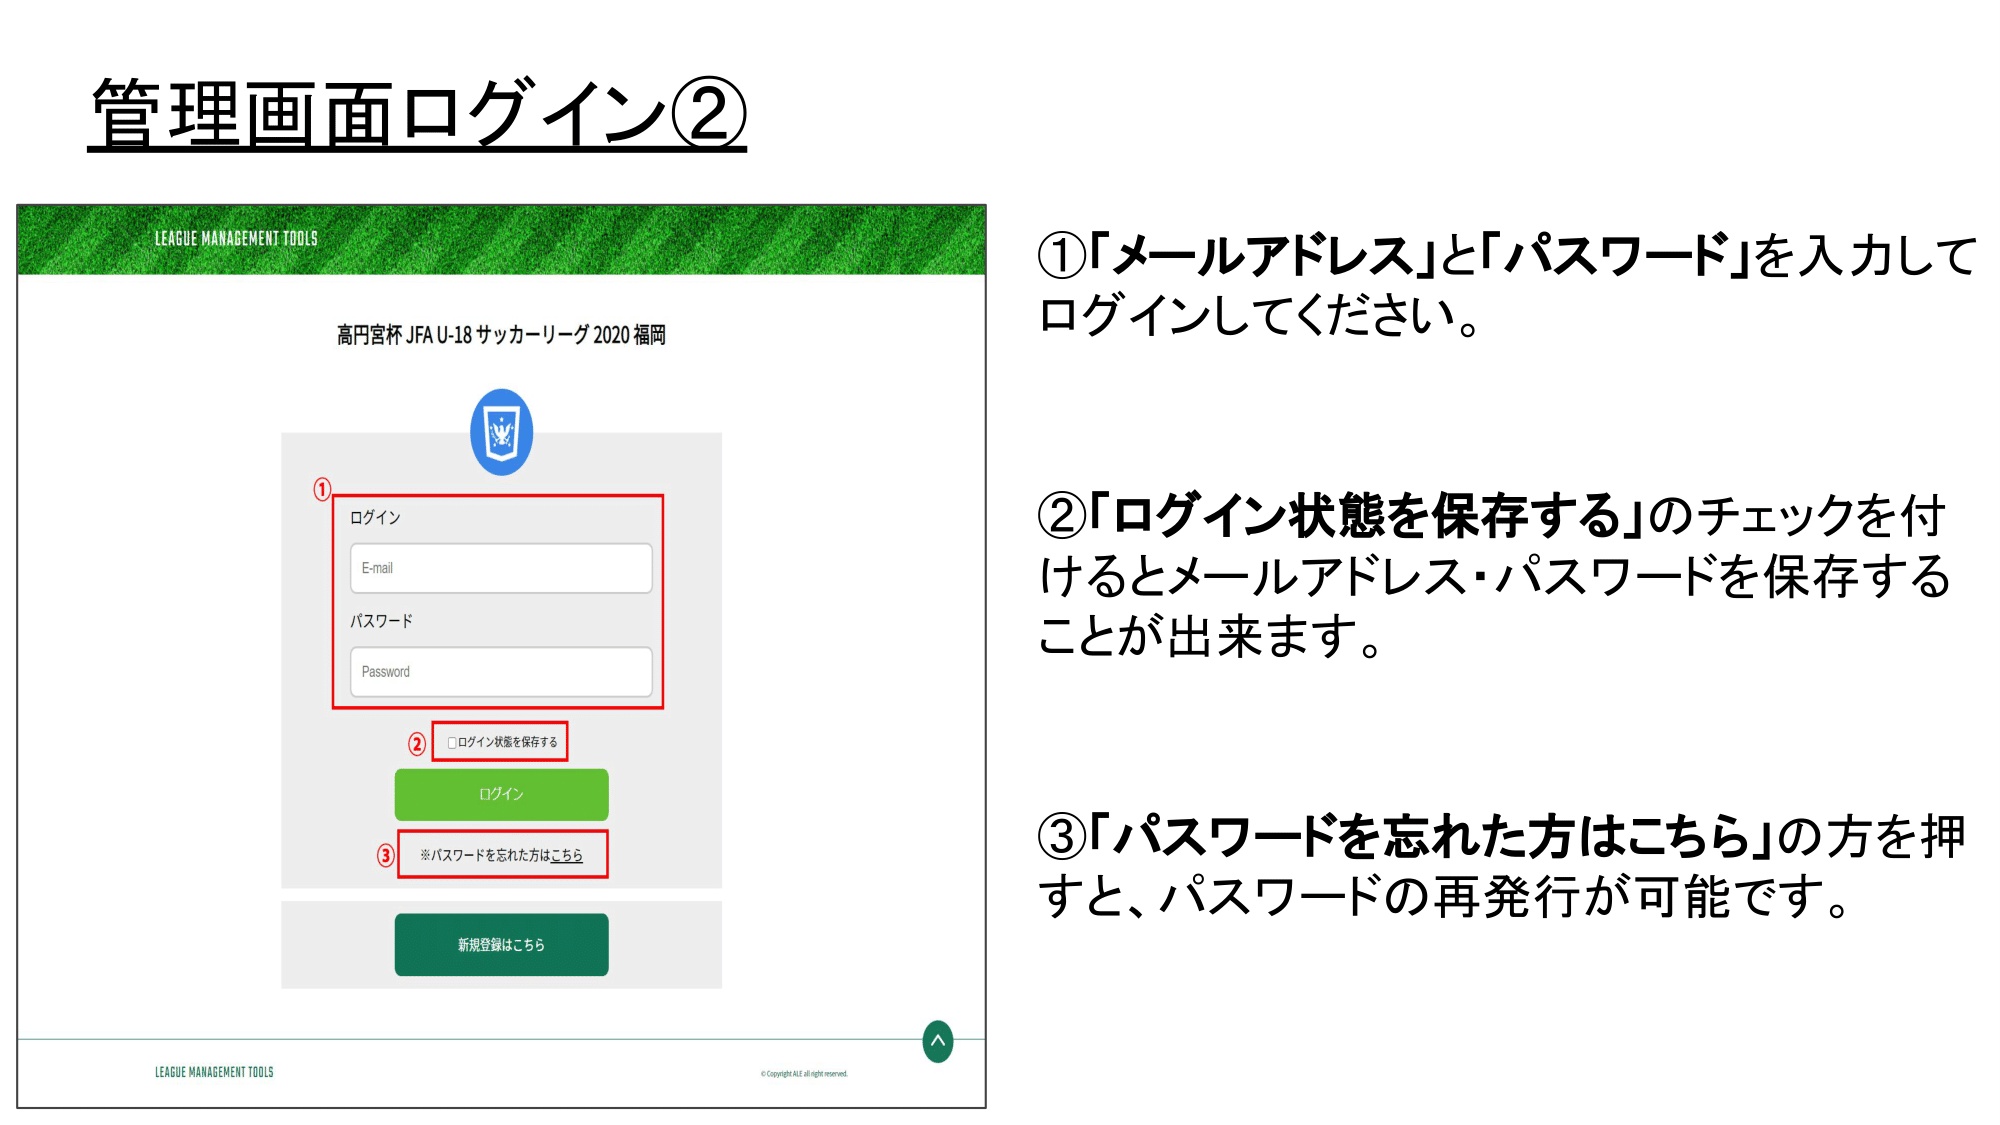 管理画面ログイン②
LEAGUE MANAGEMENT TOOLS
高円宮杯 JFA U-18 サッカーリーグ 2020 福岡
①
ログイン
E-mail
パスワード
Password
②
ログイン状態を保存する
ログイン
③
※パスワードを忘れた方はこちら
新規登録はこちら
LEAGUE MANAGEMENT TOOLS
© Copyright ALE all right reserved.
①「メールアドレス」と「パスワード」を入力して
ログインしてください。
②「ログイン状態を保存する」のチェックを付
けるとメールアドレス・パスワードを保存する
ことが出来ます。
③「パスワードを忘れた方はこちら」の方を押
すと、パスワードの再発行が可能です。